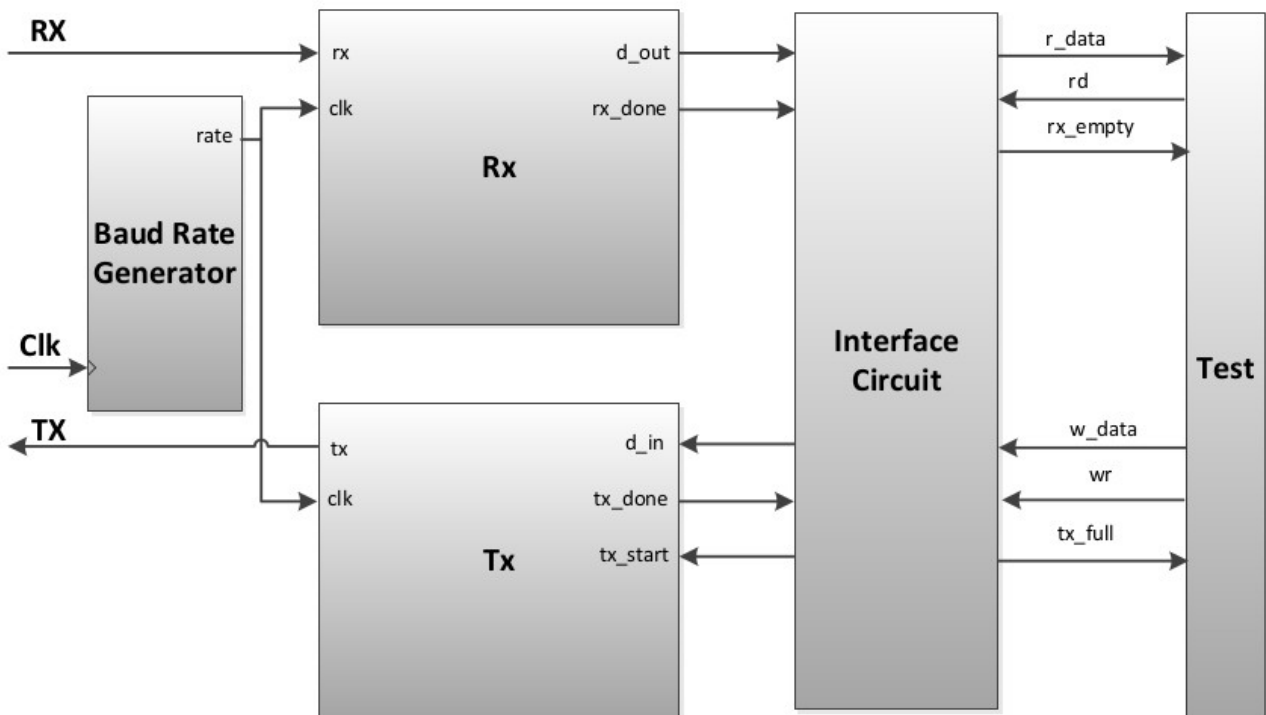 RX
rx
d_out
r_data
rd
clk
rx_done
rx_empty
rate
Rx
Baud Rate
Generator
Clk
Interface
Circuit
Test
TX
tx
d_in
w_data
clk
tx_done
wr
tx_start
tx_full
Tx